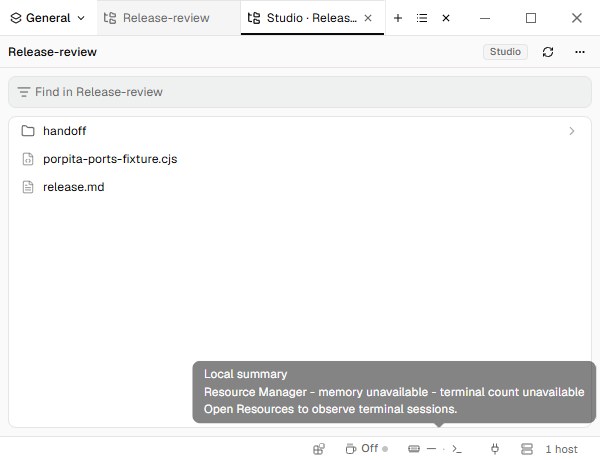 General
Release-review
Studio · Releas...
Release-review
Studio
Find in Release-review
handoff
porpita-ports-fixture.cjs
release.md
Local summary
Resource Manager - memory unavailable - terminal count unavailable
Open Resources to observe terminal sessions.
Off
1 host